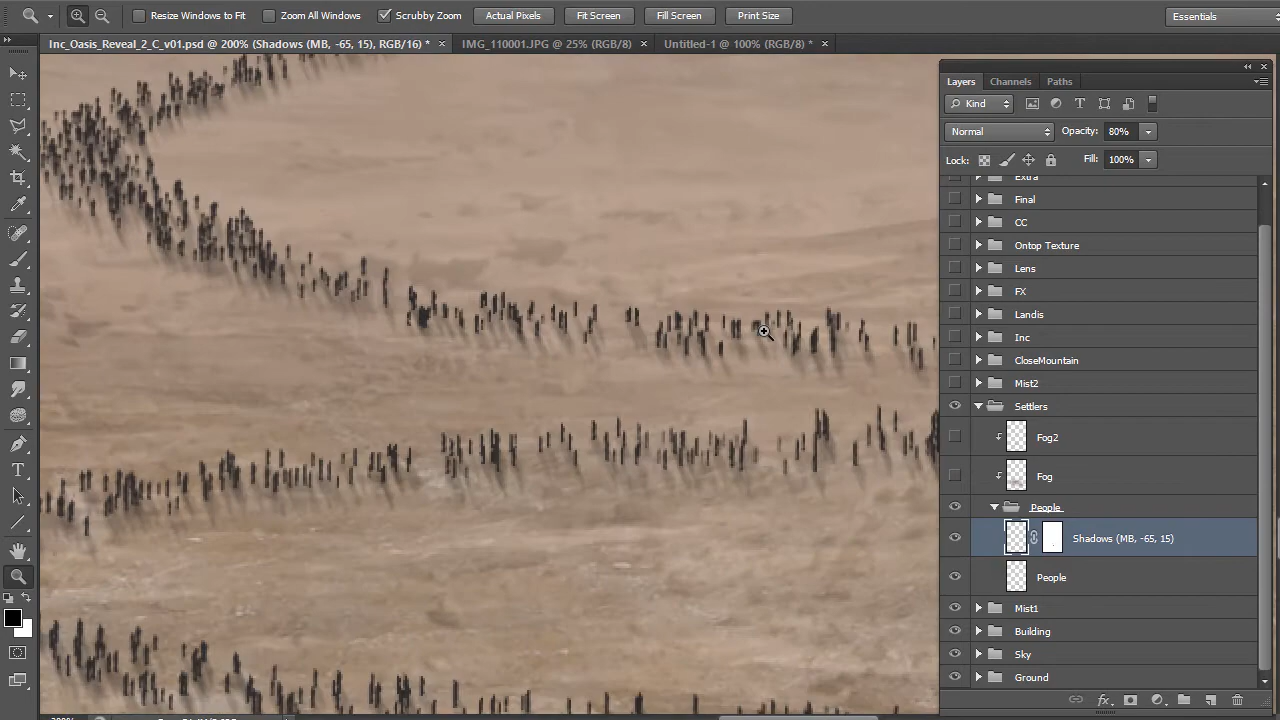 Resize Windows to Fit Zoom All Windows Scrubby Zoom Actual Pixels Fit Screen Fill Screen Print Size Essentials
Inc_Oasis_Reveal_2_C_v01.psd @ 200% (Shadows (MB, -65, 15), RGB/16) * × IMG_110001.JPG @ 25% (RGB/8) × Untitled-1 @ 100% (RGB/8) * ×
Layers Channels Paths
Kind
Normal Opacity: 80%
Lock: Fill: 100%
Extra
Final
CC
Ontop Texture
Lens
FX
Landis
Inc
CloseMountain
Mist2
Settlers
Fog2
Fog
People
Shadows (MB, -65, 15)
People
Mist1
Building
Sky
Ground